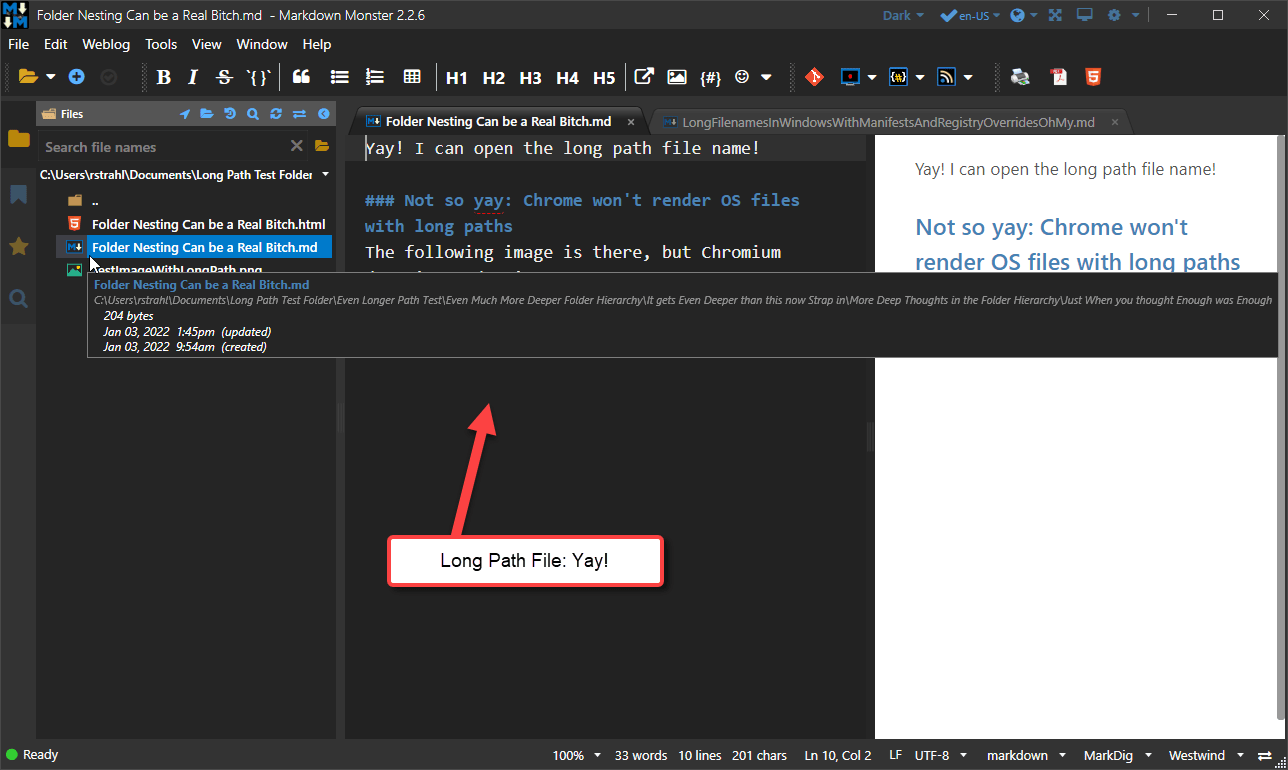 Folder Nesting Can be a Real Bitch.md - Markdown Monster 2.2.6
Dark
en-US
File Edit Weblog Tools View Window Help
B I S `{}` H1 H2 H3 H4 H5 {#} {#}
Files
Folder Nesting Can be a Real Bitch.md
LongFilenamesInWindowsWithManifestsAndRegistryOverridesOhMy.md
Search file names
C:\Users\rstrahl\Documents\Long Path Test Folder
..
Folder Nesting Can be a Real Bitch.html
Folder Nesting Can be a Real Bitch.md
TestImageWithLongPath.png
Yay! I can open the long path file name!
### Not so yay: Chrome won't render OS files
with long paths
The following image is there, but Chromium
Yay! I can open the long path file name!
Not so yay: Chrome won't
render OS files with long paths
Folder Nesting Can be a Real Bitch.md
C:\Users\rstrahl\Documents\Long Path Test Folder\Even Longer Path Test\Even Much More Deeper Folder Hierarchy\It gets Even Deeper than this now Strap in\More Deep Thoughts in the Folder Hierarchy\Just When you thought Enough was Enough
204 bytes
Jan 03, 2022 1:45pm (updated)
Jan 03, 2022 9:54am (created)
Long Path File: Yay!
Ready
100% 33 words 10 lines 201 chars Ln 10, Col 2 LF UTF-8 markdown MarkDig Westwind